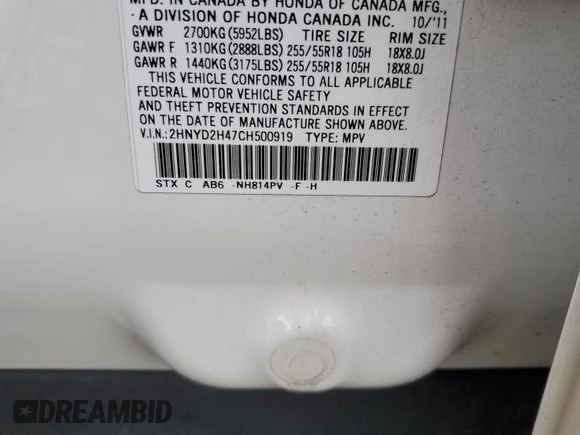 MFD. IN CANADA BY HONDA OF CANADA MFG.,
-A DIVISION OF HONDA CANADA INC. 10/'11
GVWR 2700KG(5952LBS) TIRE SIZE RIM SIZE
GAWR F 1310KG(2888LBS)255/55R18 105H 18X8.0J
GAWR R 1440KG(3175LBS)255/55R18 105H 18X8.0J
THIS VEHICLE CONFORMS TO ALL APPLICABLE
FEDERAL MOTOR VEHICLE SAFETY
AND THEFT PREVENTION STANDARDS IN EFFECT
ON THE DATE OF MANUFACTURE SHOWN ABOVE.
V.I.N.:2HNYD2H47CH500919 TYPE: MPV
STX C AB6 -NH814PV -F -H
DREAMBID